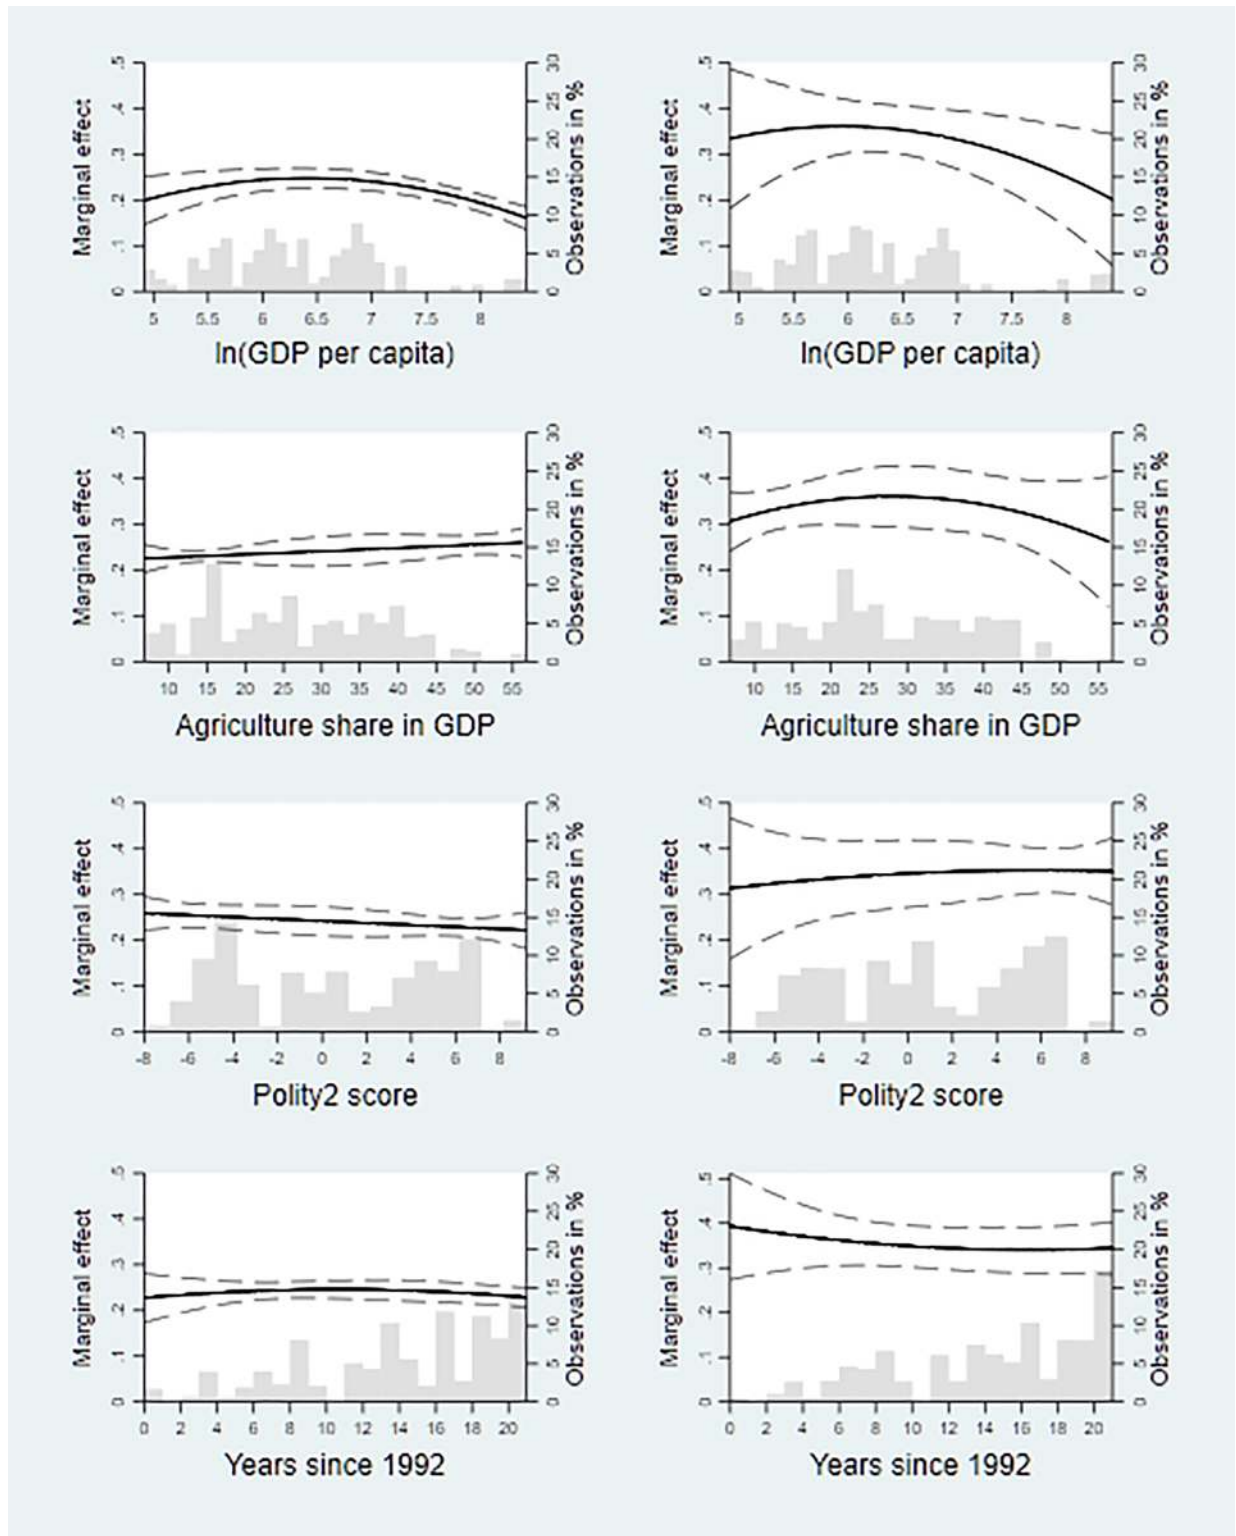 Marginal effect
0 .1 .2 .3 .4 .5
Observations in %
0 5 10 15 20 25 30
5 5.5 6 6.5 7 7.5 8
ln(GDP per capita)
Marginal effect
0 .1 .2 .3 .4 .5
Observations in %
0 5 10 15 20 25 30
5 5.5 6 6.5 7 7.5 8
ln(GDP per capita)
Marginal effect
0 .1 .2 .3 .4 .5
Observations in %
0 5 10 15 20 25 30
10 15 20 25 30 35 40 45 50 55
Agriculture share in GDP
Marginal effect
0 .1 .2 .3 .4 .5
Observations in %
0 5 10 15 20 25 30
10 15 20 25 30 35 40 45 50 55
Agriculture share in GDP
Marginal effect
0 .1 .2 .3 .4 .5
Observations in %
0 5 10 15 20 25 30
-8 -6 -4 -2 0 2 4 6 8
Polity2 score
Marginal effect
0 .1 .2 .3 .4 .5
Observations in %
0 5 10 15 20 25 30
-8 -6 -4 -2 0 2 4 6 8
Polity2 score
Marginal effect
0 .1 .2 .3 .4 .5
Observations in %
0 5 10 15 20 25 30
0 2 4 6 8 10 12 14 16 18 20
Years since 1992
Marginal effect
0 .1 .2 .3 .4 .5
Observations in %
0 5 10 15 20 25 30
0 2 4 6 8 10 12 14 16 18 20
Years since 1992